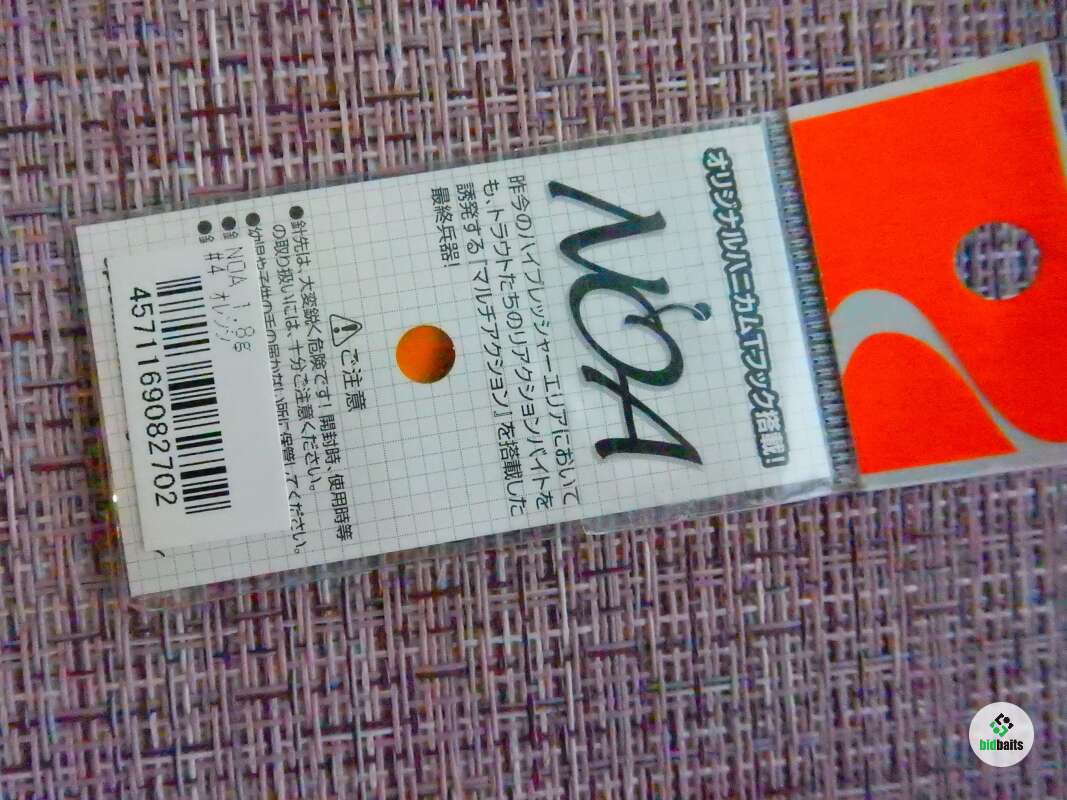 オリジナルハニカムTフック搭載!
NOA
昨今のハイプレッシャーエリアにおいて
も、トラウトたちのリアクションバイトを
誘発する『マルチアクション』を搭載した
最終兵器!
ご注意
●針先は、大変鋭く危険です。開封時、使用時等
の取り扱いには、十分ご注意ください。
●幼児や子供の手の届かない所に保管してください。
NOA 1.8g
#4 オレンジ
4571169082702
bidbaits